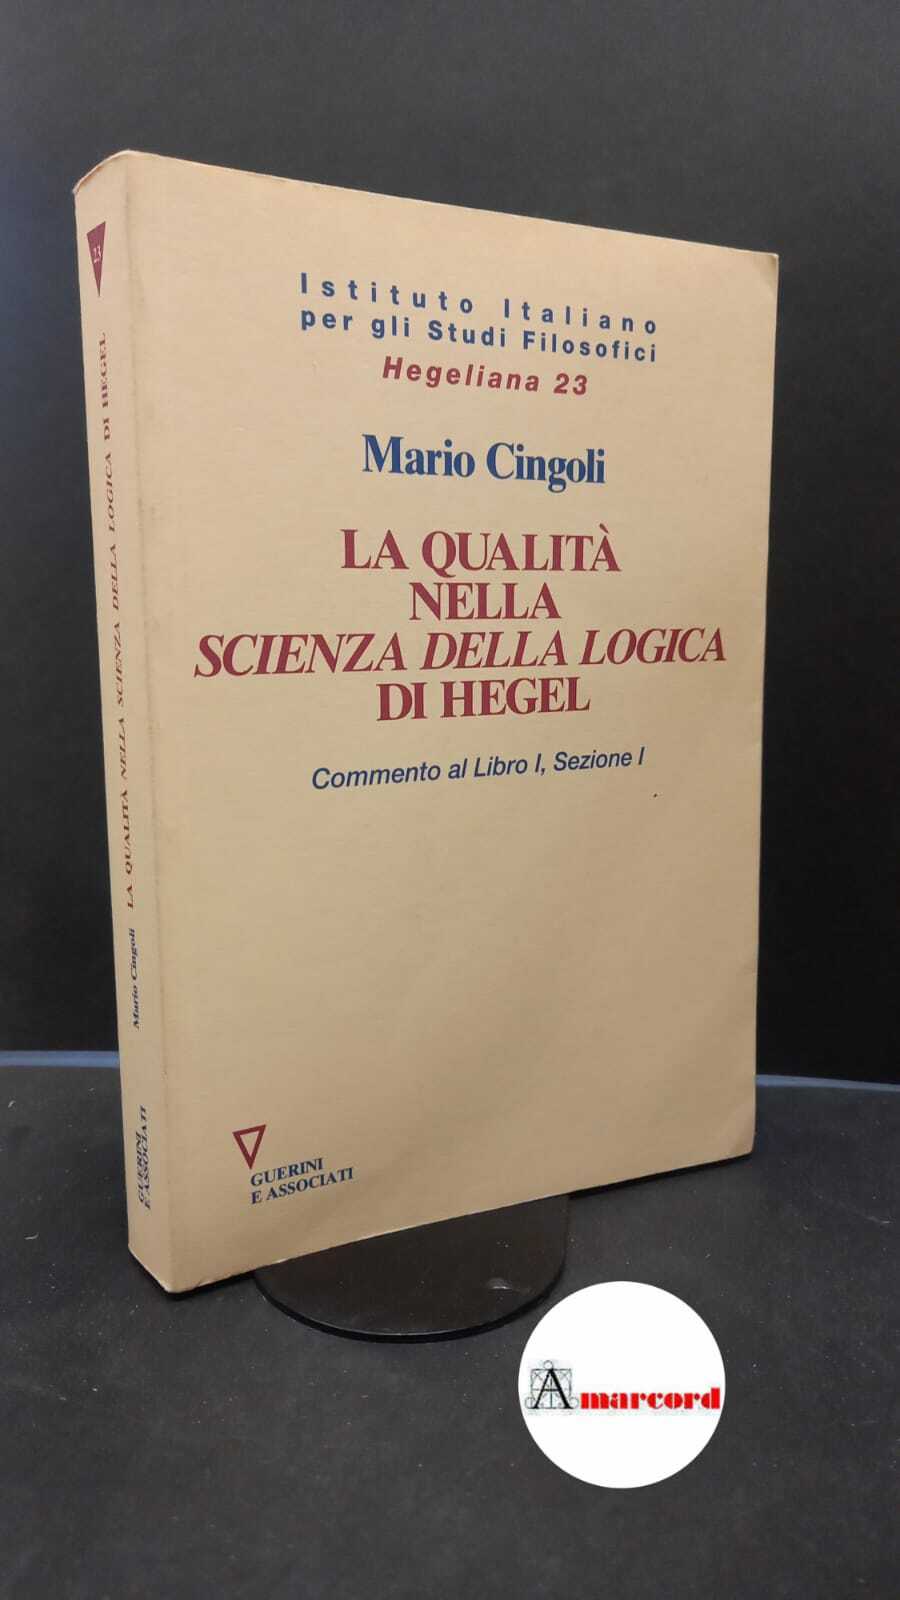 Istituto Italiano
per gli Studi Filosofici
Hegeliana 23
Mario Cingoli
LA QUALITÀ
NELLA
SCIENZA DELLA LOGICA
DI HEGEL
Commento al Libro I, Sezione I
GUERINI
E ASSOCIATI
23
Mario Cingoli LA QUALITÀ NELLA SCIENZA DELLA LOGICA DI HEGEL
GUERINI
E ASSOCIATI
Amarcord